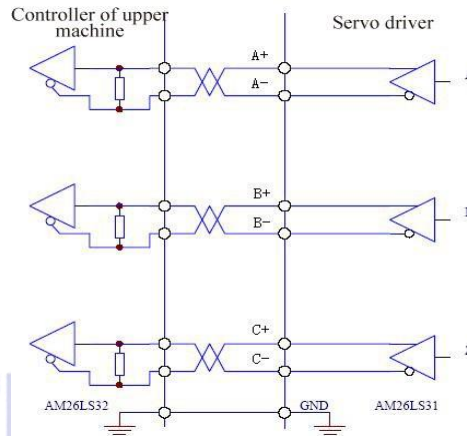 Controller of upper
machine
Servo driver
A+
A-
B+
B-
C+
C-
AM26LS32
GND
AM26LS31